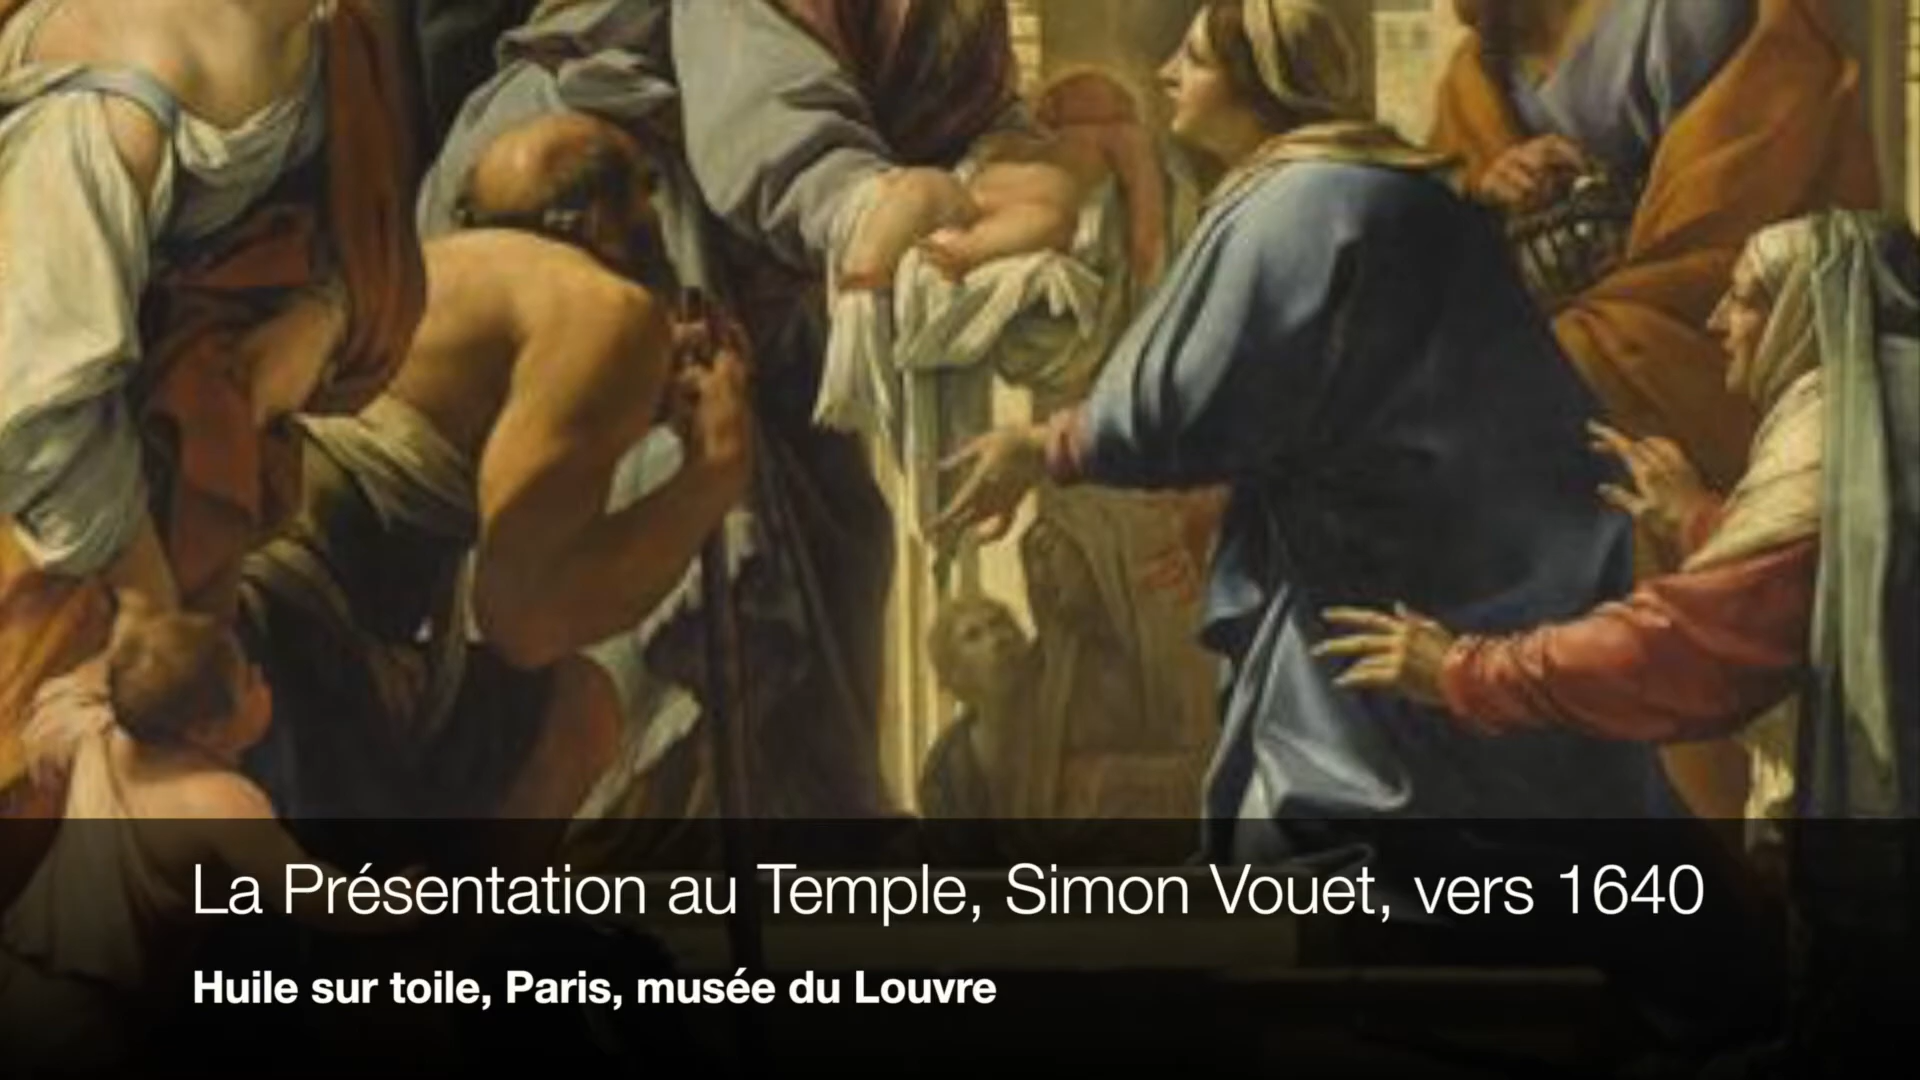 La Présentation au Temple, Simon Vouet, vers 1640
Huile sur toile, Paris, musée du Louvre